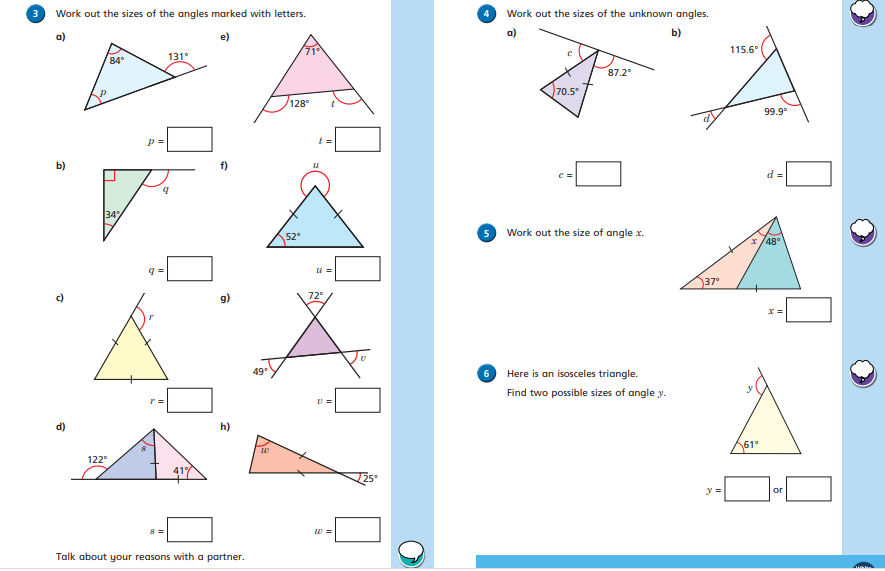 3 Work out the sizes of the angles marked with letters.
a)
84°
131°
p
p =
e)
71°
128°
t
t =
b)
34°
q
q =
f)
u
52°
u =
c)
r
r =
g)
72°
49°
v
v =
d)
122°
s
41°
s =
h)
w
25°
w =
Talk about your reasons with a partner.
4 Work out the sizes of the unknown angles.
a)
c
87.2°
70.5°
c =
b)
115.6°
99.9°
d
d =
5 Work out the size of angle x.
x
48°
37°
x =
6 Here is an isosceles triangle.
Find two possible sizes of angle y.
y
61°
y = or